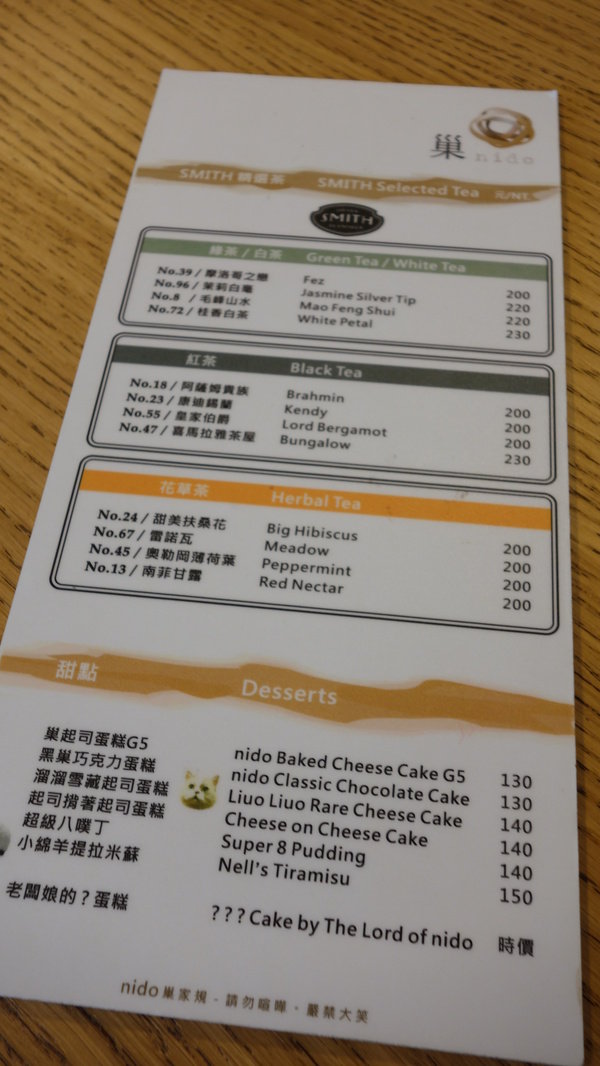 巢 nido
SMITH 精選茶 SMITH Selected Tea 元/NT
SMITH
綠茶 / 白茶 Green Tea / White Tea
No.39 / 摩洛哥之戀 Fez 200
No.96 / 茉莉白毫 Jasmine Silver Tip 220
No.8 / 毛峰山水 Mao Feng Shui 220
No.72 / 桂香白茶 White Petal 230
紅茶 Black Tea
No.18 / 阿薩姆貴族 Brahmin 200
No.23 / 康迪錫蘭 Kendy 200
No.55 / 皇家伯爵 Lord Bergamot 200
No.47 / 喜馬拉雅茶屋 Bungalow 230
花草茶 Herbal Tea
No.24 / 甜美扶桑花 Big Hibiscus 200
No.67 / 雷諾瓦 Meadow 200
No.45 / 奧勒岡薄荷葉 Peppermint 200
No.13 / 南菲甘露 Red Nectar 200
甜點 Desserts
巢起司蛋糕G5 nido Baked Cheese Cake G5 130
黑巢巧克力蛋糕 nido Classic Chocolate Cake 130
溜溜雪藏起司蛋糕 Liuo Liuo Rare Cheese Cake 140
起司揹著起司蛋糕 Cheese on Cheese Cake 140
超級八噗丁 Super 8 Pudding 140
小綿羊提拉米蘇 Nell's Tiramisu 150
老闆娘的？蛋糕 ???Cake by The Lord of nido 時價
nido 巢家規 - 請勿喧嘩、嚴禁大笑